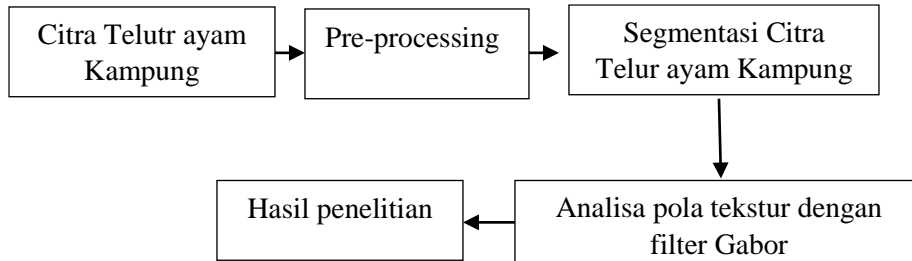 Citra Telutr ayam
Kampung
Pre-processing
Segmentasi Citra
Telur ayam Kampung
Analisa pola tekstur dengan
filter Gabor
Hasil penelitian